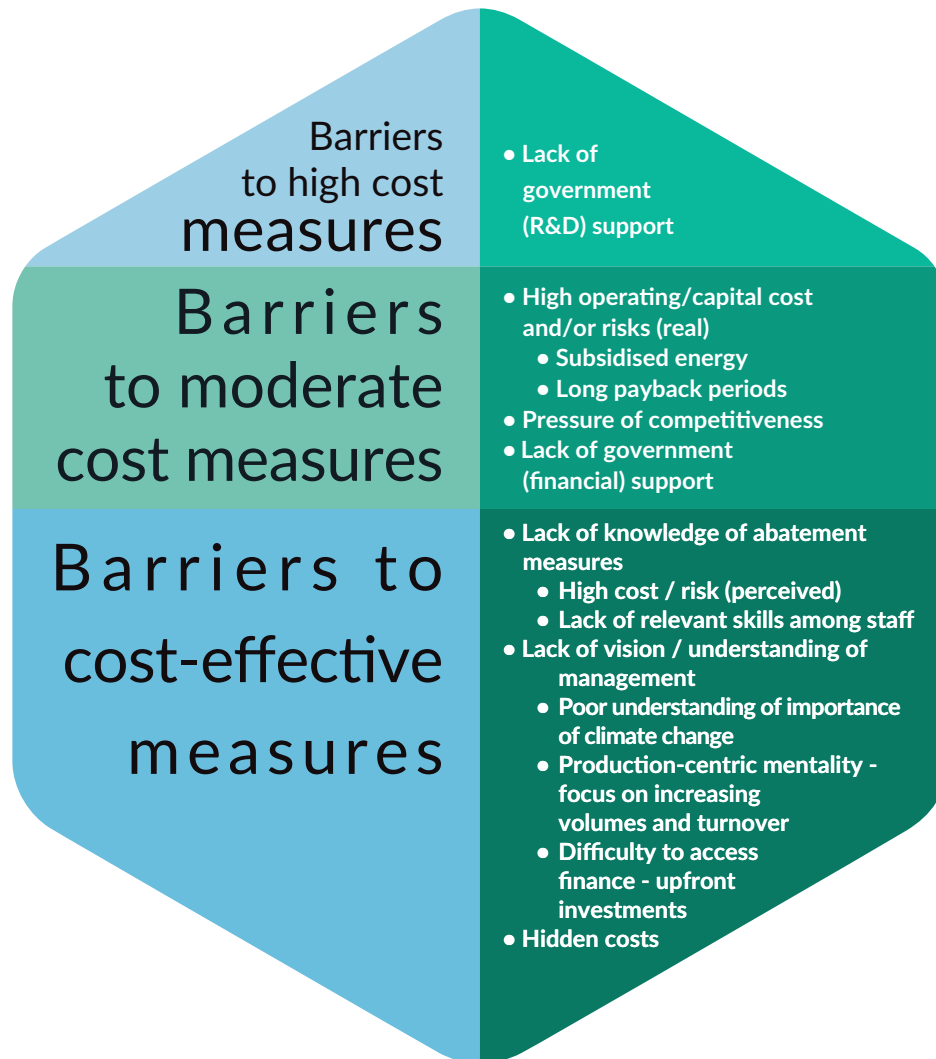 Barriers
to high cost
measures
• Lack of
government
(R&D) support
Barriers
to moderate
cost measures
• High operating/capital cost
and/or risks (real)
• Subsidised energy
• Long payback periods
• Pressure of competitiveness
• Lack of government
(financial) support
Barriers to
cost-effective
measures
• Lack of knowledge of abatement
measures
• High cost / risk (perceived)
• Lack of relevant skills among staff
• Lack of vision / understanding of
management
• Poor understanding of importance
of climate change
• Production-centric mentality -
focus on increasing
volumes and turnover
• Difficulty to access
finance - upfront
investments
• Hidden costs